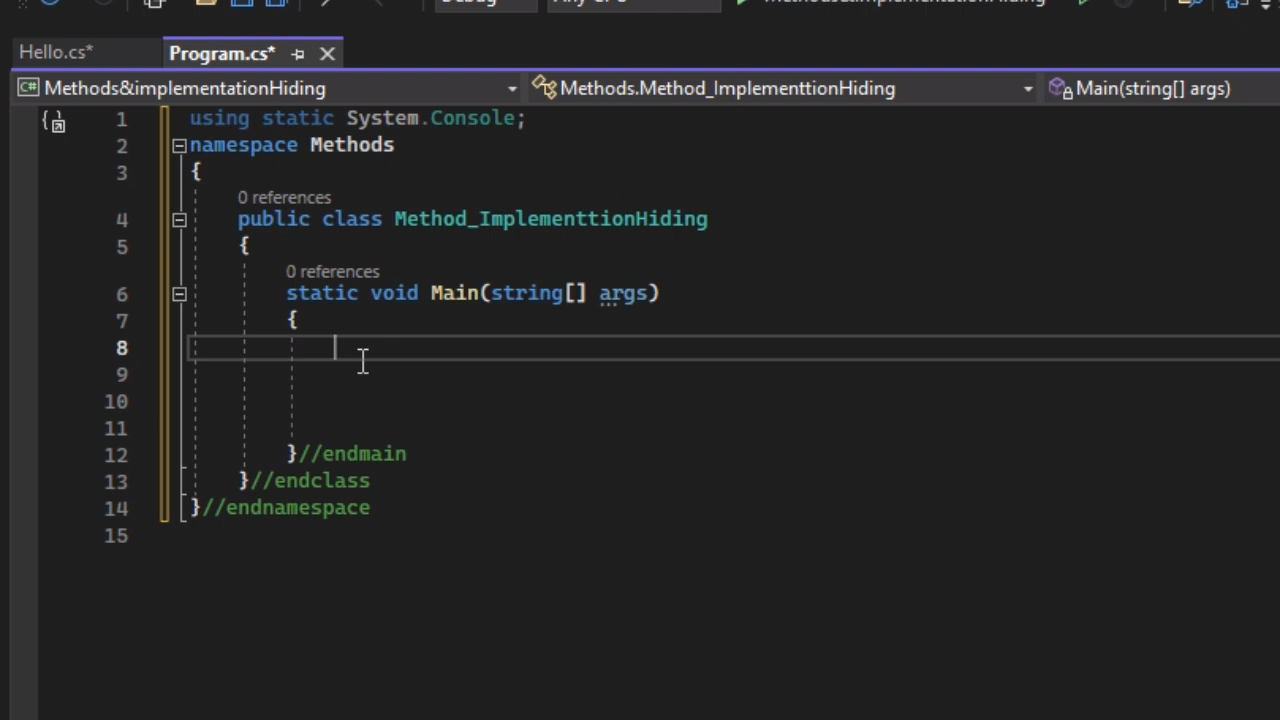 Hello.cs*
Program.cs*
Methods&implementationHiding
Methods.Method_ImplementtionHiding
Main(string[] args)
1 using static System.Console;
2 namespace Methods
3 {
0 references
4 public class Method_ImplementtionHiding
5 {
0 references
6 static void Main(string[] args)
7 {
8
9
10
11
12 }//endmain
13 }//endclass
14 }//endnamespace
15